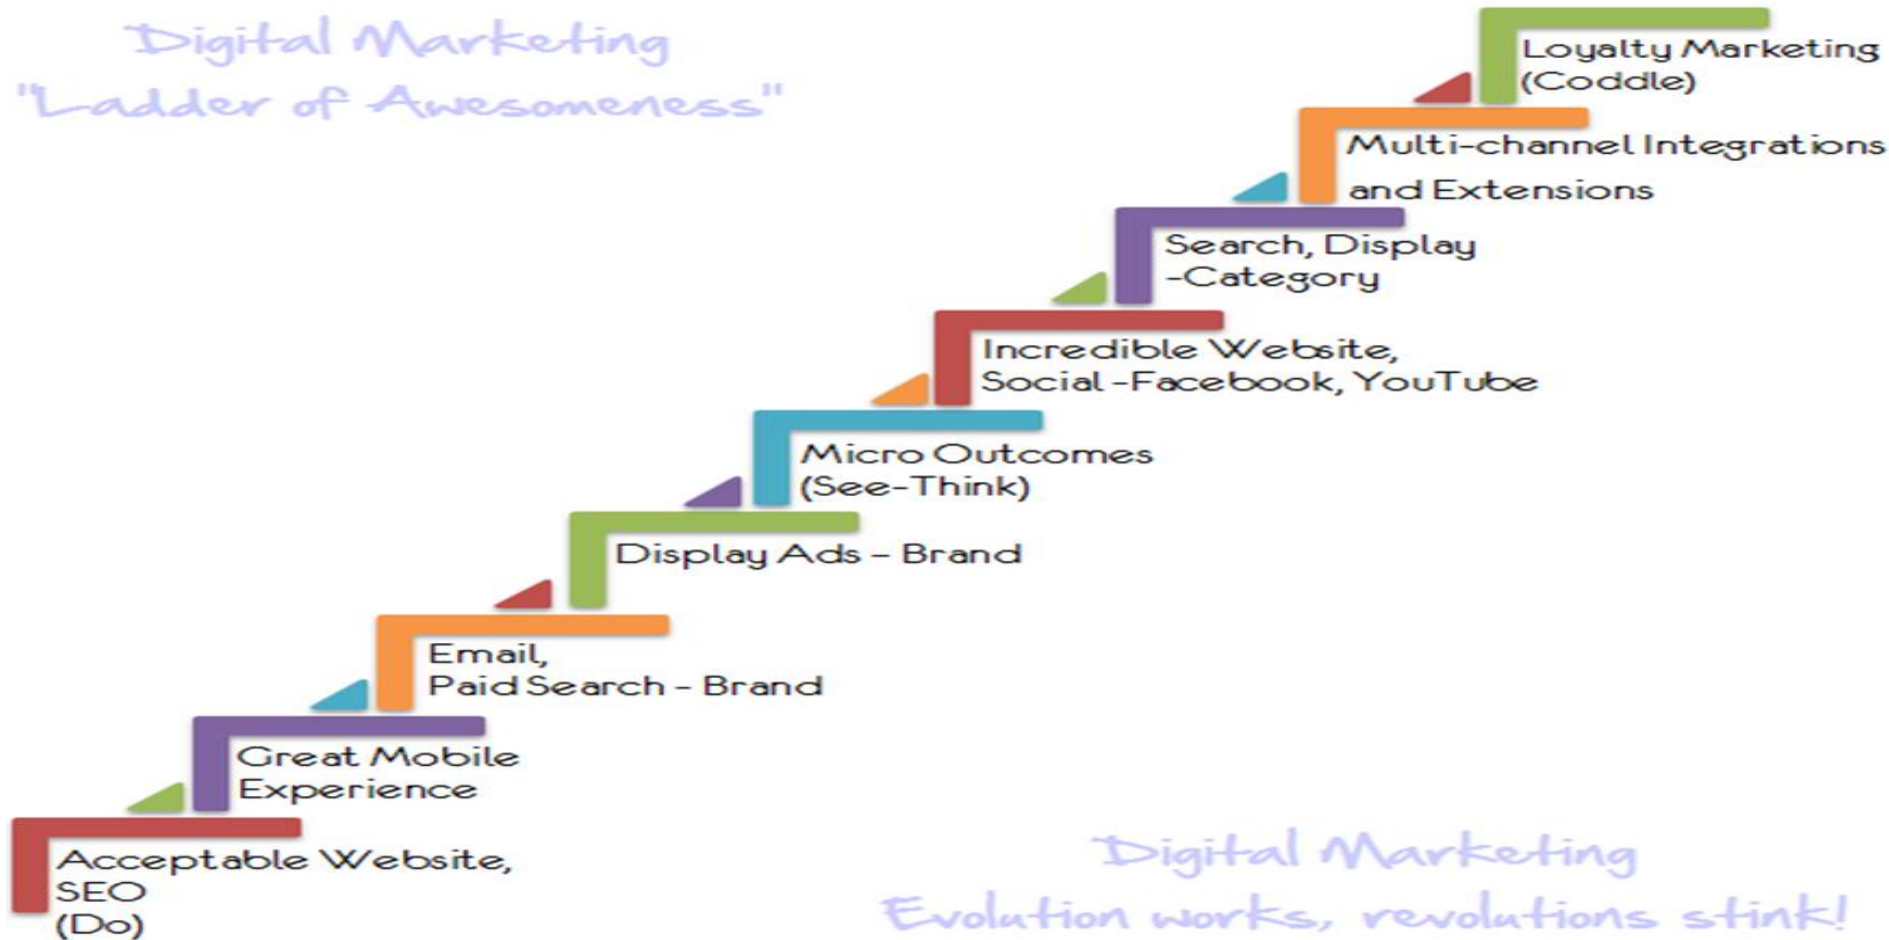 Digital Marketing
"Ladder of Awesomeness"
Loyalty Marketing
(Coddle)
Multi-channel Integrations
and Extensions
Search, Display
-Category
Incredible Website,
Social -Facebook, YouTube
Micro Outcomes
(See-Think)
Display Ads – Brand
Email,
Paid Search - Brand
Great Mobile
Experience
Acceptable Website,
SEO
(Do)
Digital Marketing
Evolution works, revolutions stink!